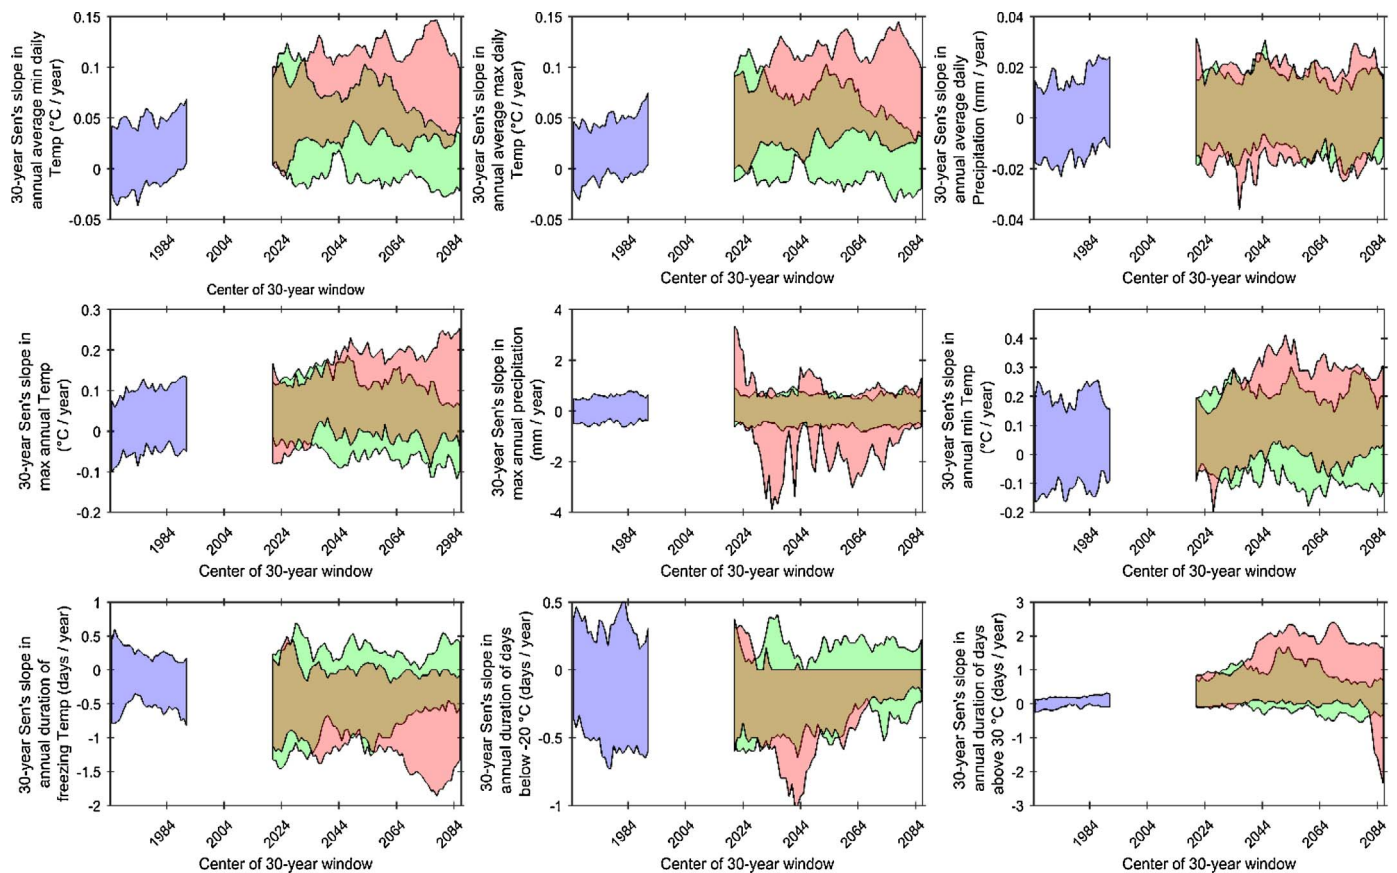 30-year Sen's slope in
annual average min daily
Temp (°C / year)
0.15
0.1
0.05
0
-0.05
1984
2004
2024
2044
2064
2084
Center of 30-year window
30-year Sen's slope in
annual average max daily
Temp (°C / year)
0.15
0.1
0.05
0
-0.05
1984
2004
2024
2044
2064
2084
Center of 30-year window
30-year Sen's slope in
annual average daily
Precipitation (mm / year)
0.04
0.02
0
-0.02
-0.04
1984
2004
2024
2044
2064
2084
Center of 30-year window
30-year Sen's slope in
max annual Temp
(°C / year)
0.3
0.2
0.1
0
-0.1
-0.2
1984
2004
2024
2044
2064
2984
Center of 30-year window
30-year Sen's slope in
max annual precipitation
(mm / year)
4
2
0
-2
-4
1984
2004
2024
2044
2064
2084
Center of 30-year window
30-year Sen's slope in
annual min Temp
(°C / year)
0.4
0.3
0.2
0.1
0
-0.1
-0.2
1984
2004
2024
2044
2064
2084
Center of 30-year window
30-year Sen's slope in
annual duration of
freezing Temp (days / year)
1
0.5
0
-0.5
-1
-1.5
-2
1984
2004
2024
2044
2064
2084
Center of 30-year window
30-year Sen's slope in
annual duration of days
below -20 °C (days / year)
0.5
0
-0.5
-1
1984
2004
2024
2044
2064
2084
Center of 30-year window
30-year Sen's slope in
annual duration of days
above 30 °C (days / year)
3
2
1
0
-1
-2
-3
1984
2004
2024
2044
2064
2084
Center of 30-year window